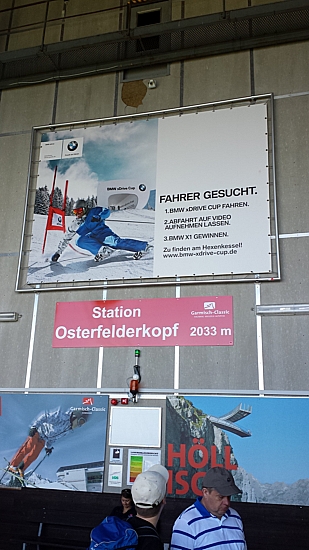 BMW xDrive Cup
FAHRER GESUCHT.
1. BMW xDRIVE CUP FAHREN.
2. ABFAHRT AUF VIDEO
AUFNEHMEN LASSEN.
3. BMW X1 GEWINNEN.
Zu finden am Hexenkessel!
www.bmw-xdrive-cup.de
Station
Osterfelderkopf 2033 m
Garmisch-Classic
Garmisch-Classic
HÖLL